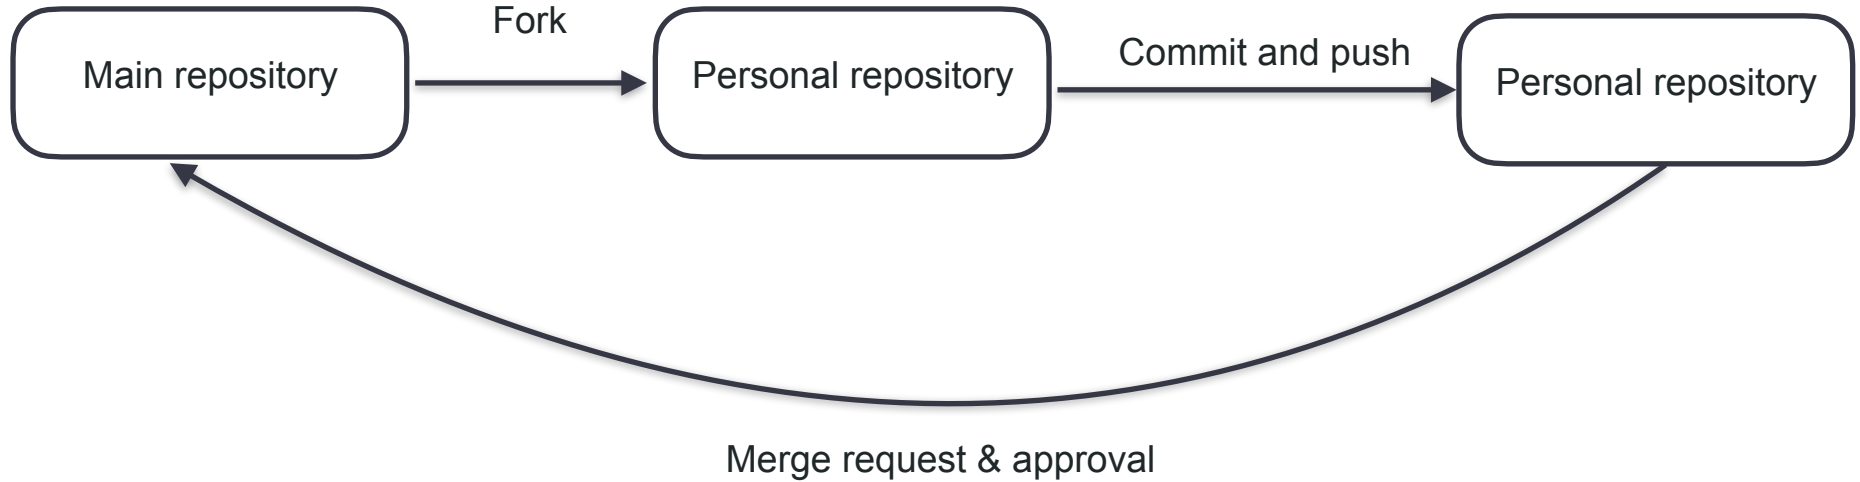 Fork
Main repository
Personal repository
Commit and push
Personal repository
Merge request & approval